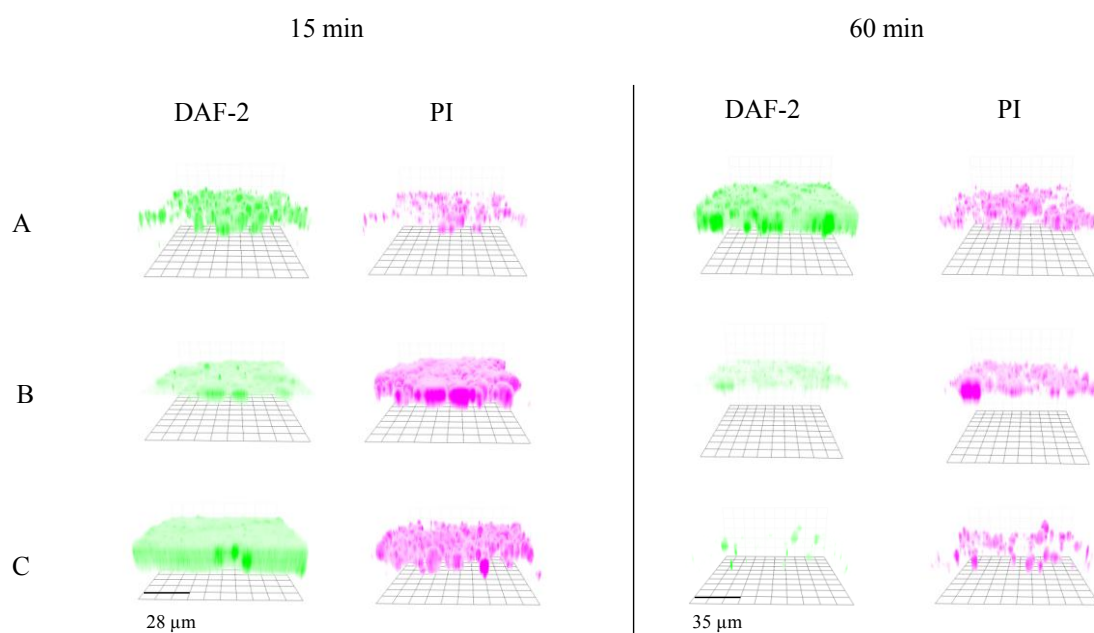 15 min 60 min
DAF-2 PI DAF-2 PI
A
B
C
28 µm 35 µm